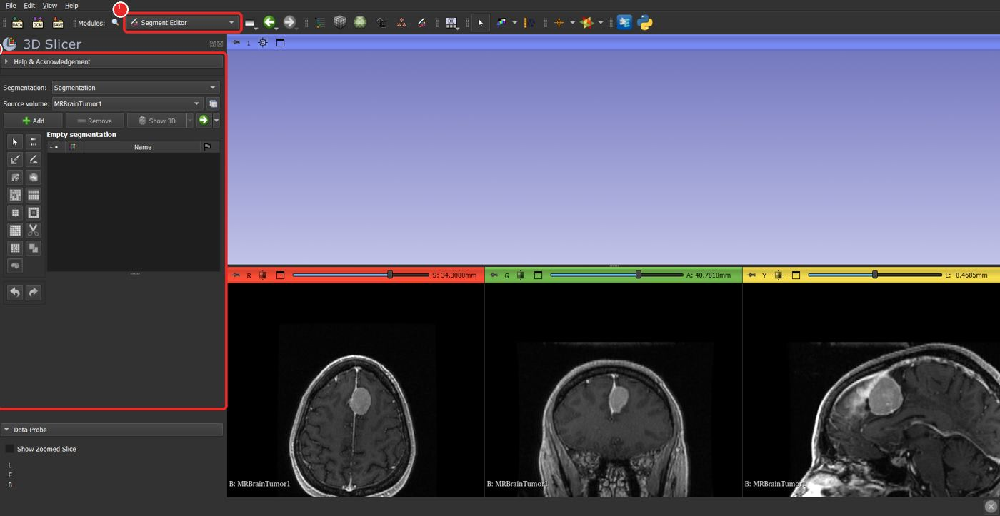 File Edit View Help
1
DATA DCM SAVE Modules: Segment Editor
3D Slicer
1
Help & Acknowledgement
Segmentation: Segmentation
Source volume: MRBrainTumor1
Add Remove Show 3D
Empty segmentation
Name
R S: 34.3000mm G A: 40.7810mm Y L: -0.4685mm
Data Probe
Show Zoomed Slice
L
F
B
B: MRBrainTumor1 B: MRBrainTumor1 B: MRBrainTumor1